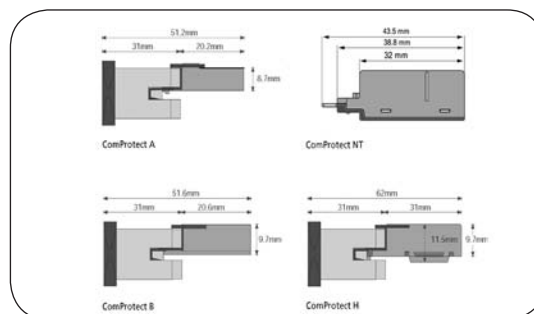 51.2mm
31mm
20.2mm
8.7mm
ComProtect A
43.5 mm
38.8 mm
32 mm
ComProtect NT
51.6mm
31mm
20.6mm
9.7mm
ComProtect B
62mm
31mm
31mm
11.5mm
9.7mm
ComProtect H